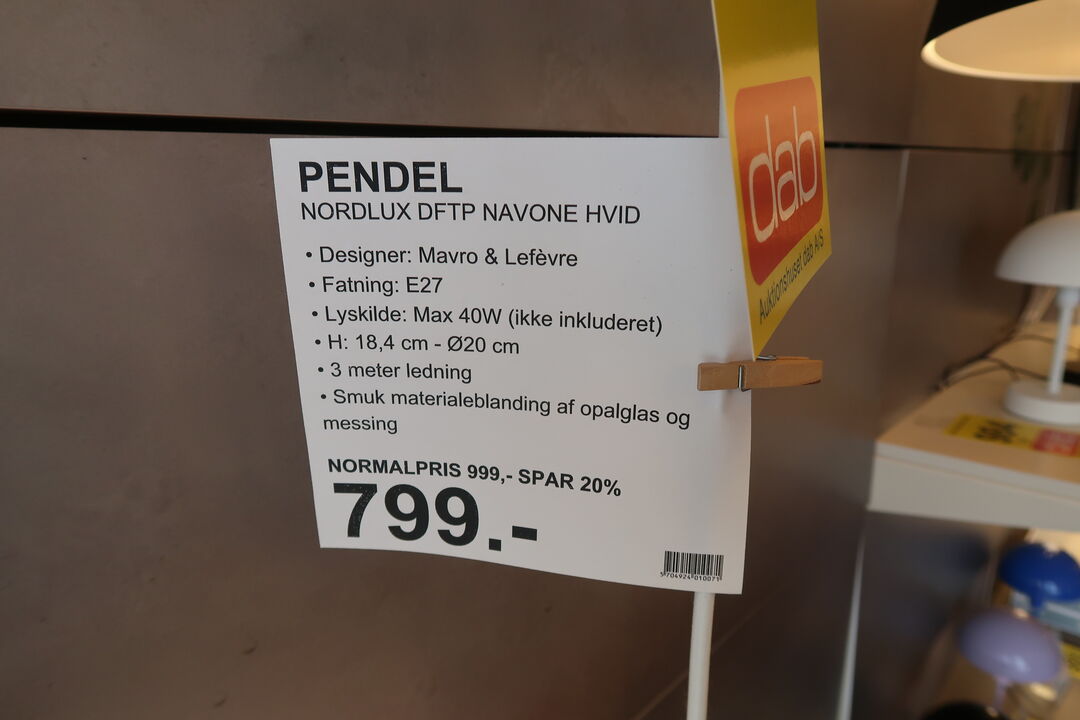 PENDEL
NORDLUX DFTP NAVONE HVID
• Designer: Mavro & Lefèvre
• Fatning: E27
• Lyskilde: Max 40W (ikke inkluderet)
• H: 18,4 cm - Ø20 cm
• 3 meter ledning
• Smuk materialeblanding af opalglas og
messing
NORMALPRIS 999,- SPAR 20%
799.-
5704924010071
dab
Auktionshuset dab A/S